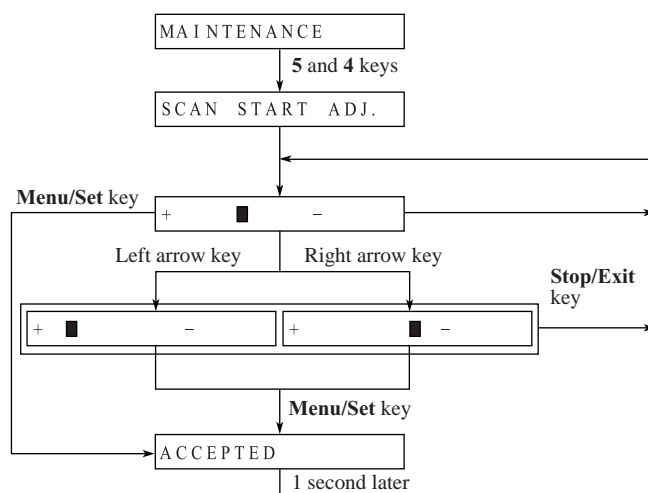 MAINTENANCE
5 and 4 keys
SCAN START ADJ.
Menu/Set key
+ ■ −
Left arrow key
Right arrow key
Stop/Exit
key
+ ■ −
+ ■ −
Menu/Set key
ACCEPTED
1 second later